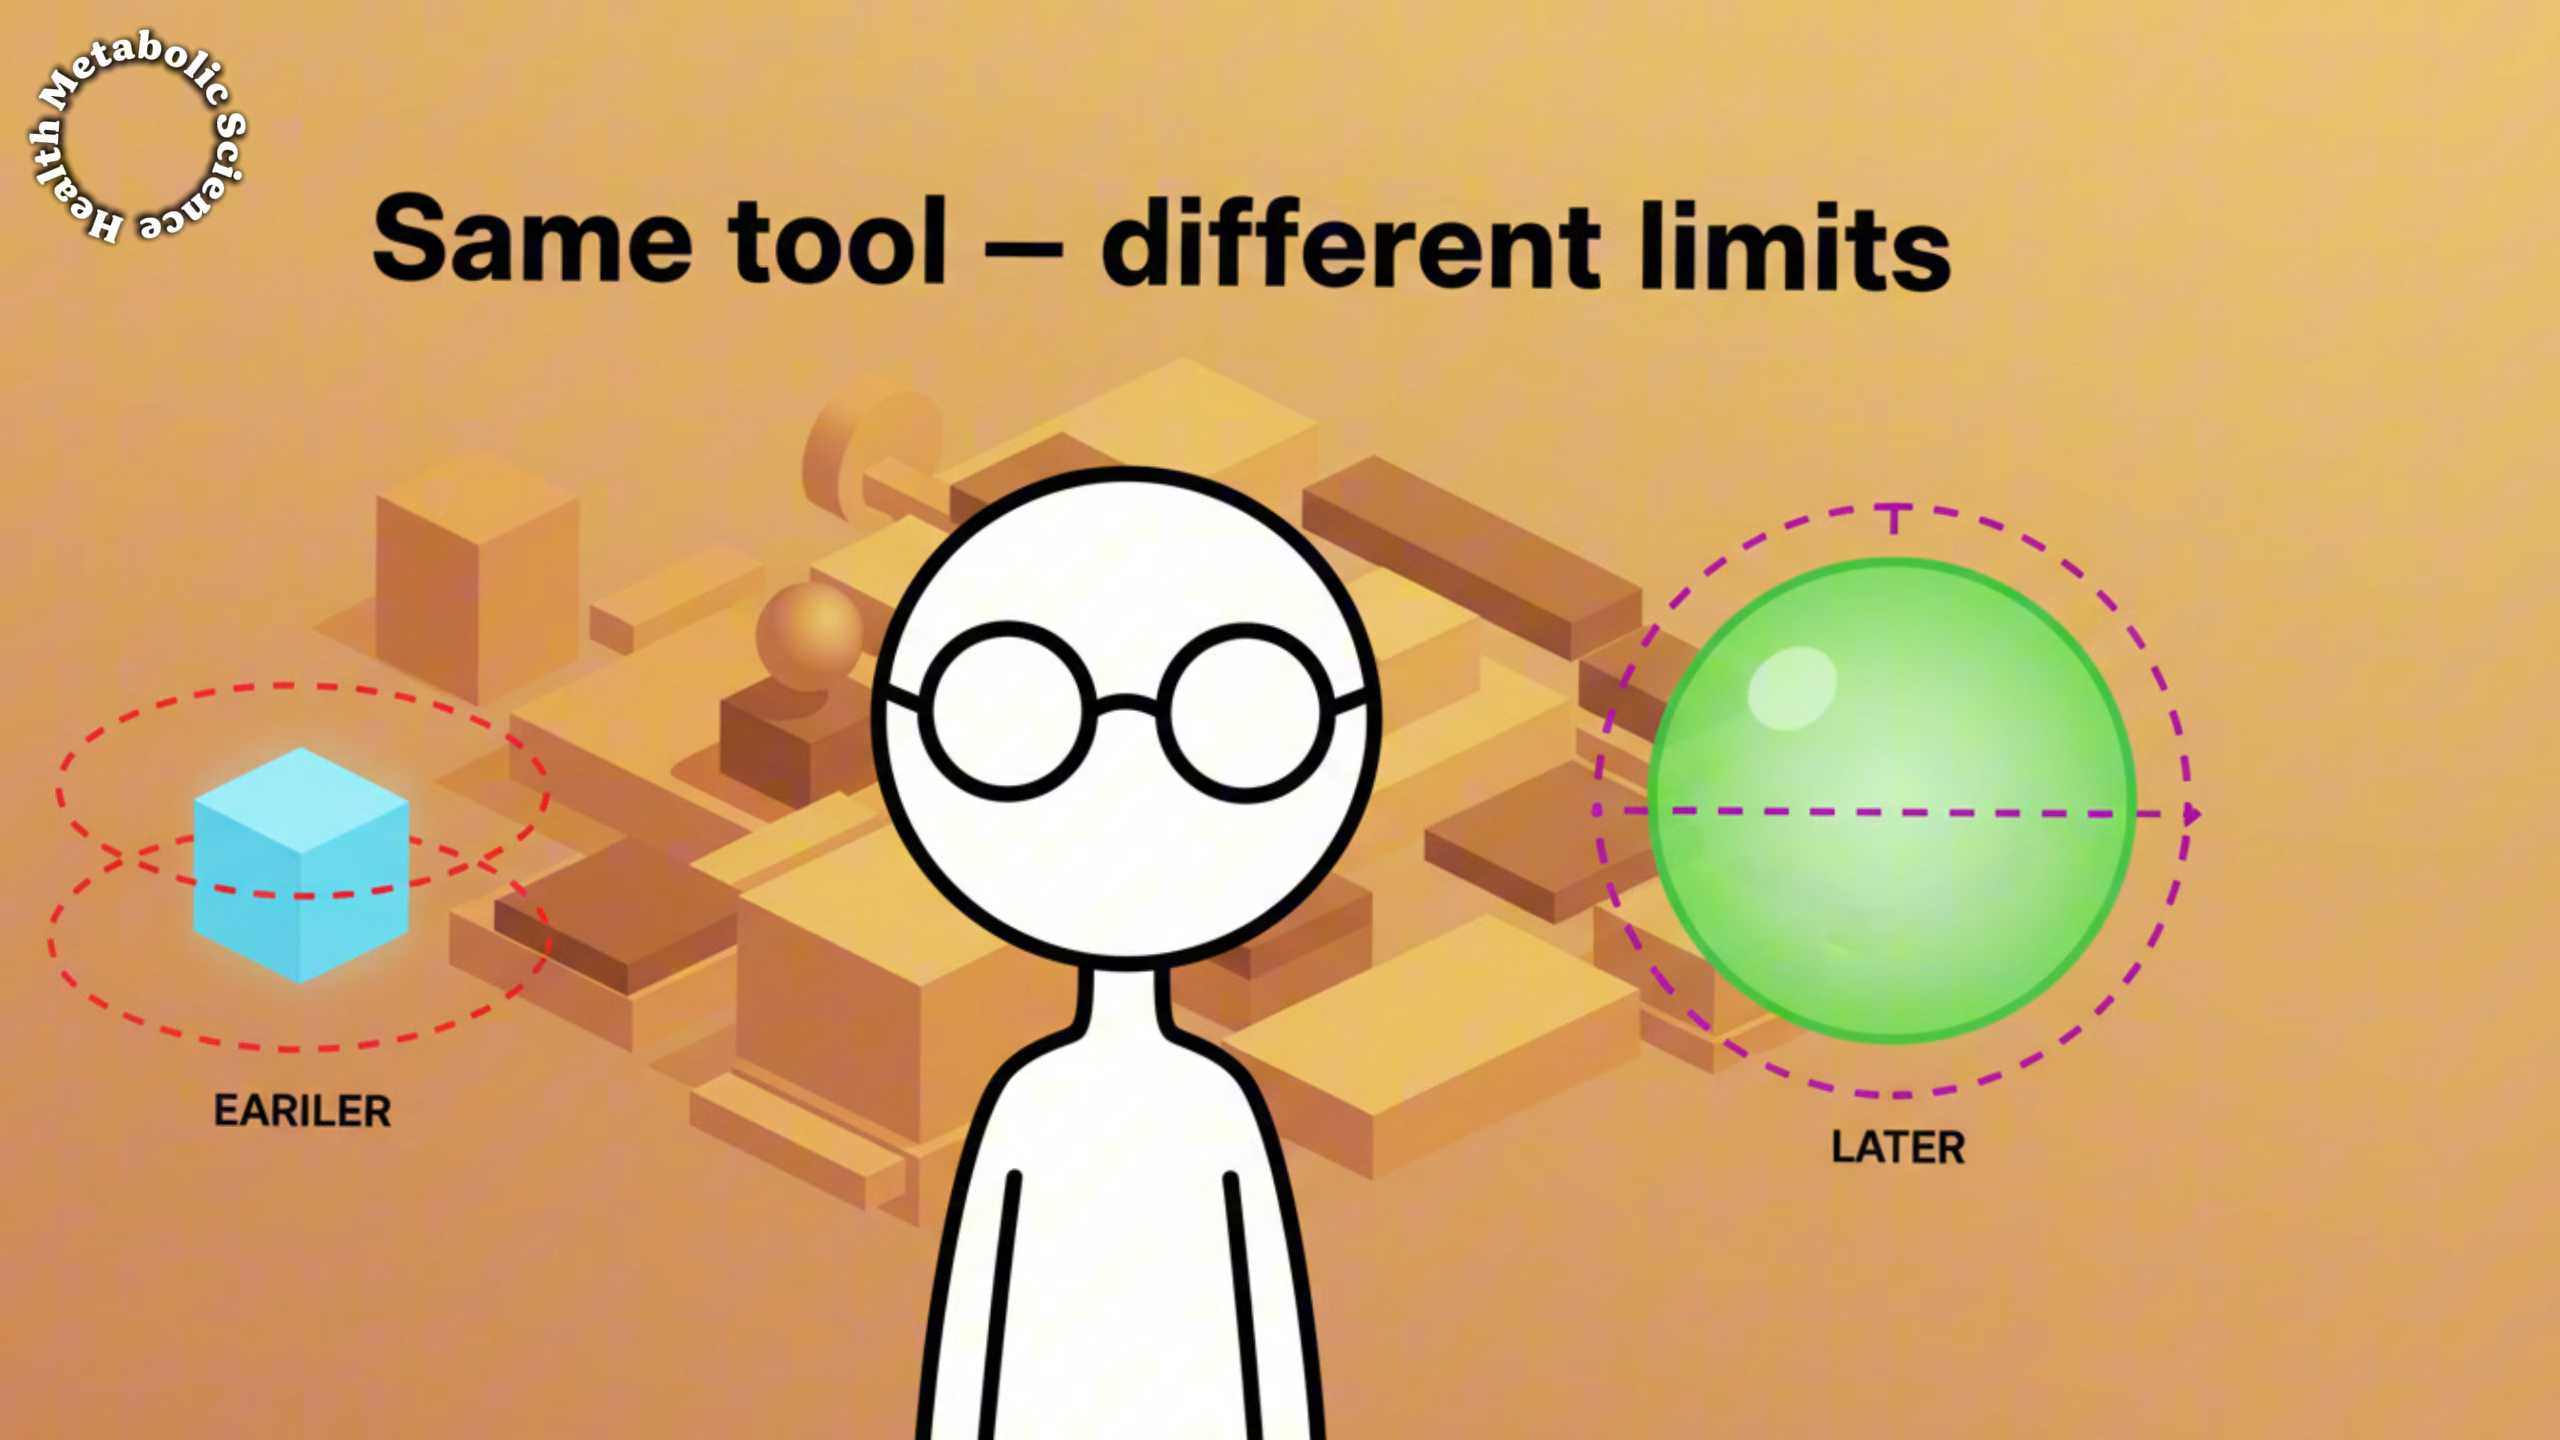 Metabolic Science Health
Same tool – different limits
T
EARILER
LATER